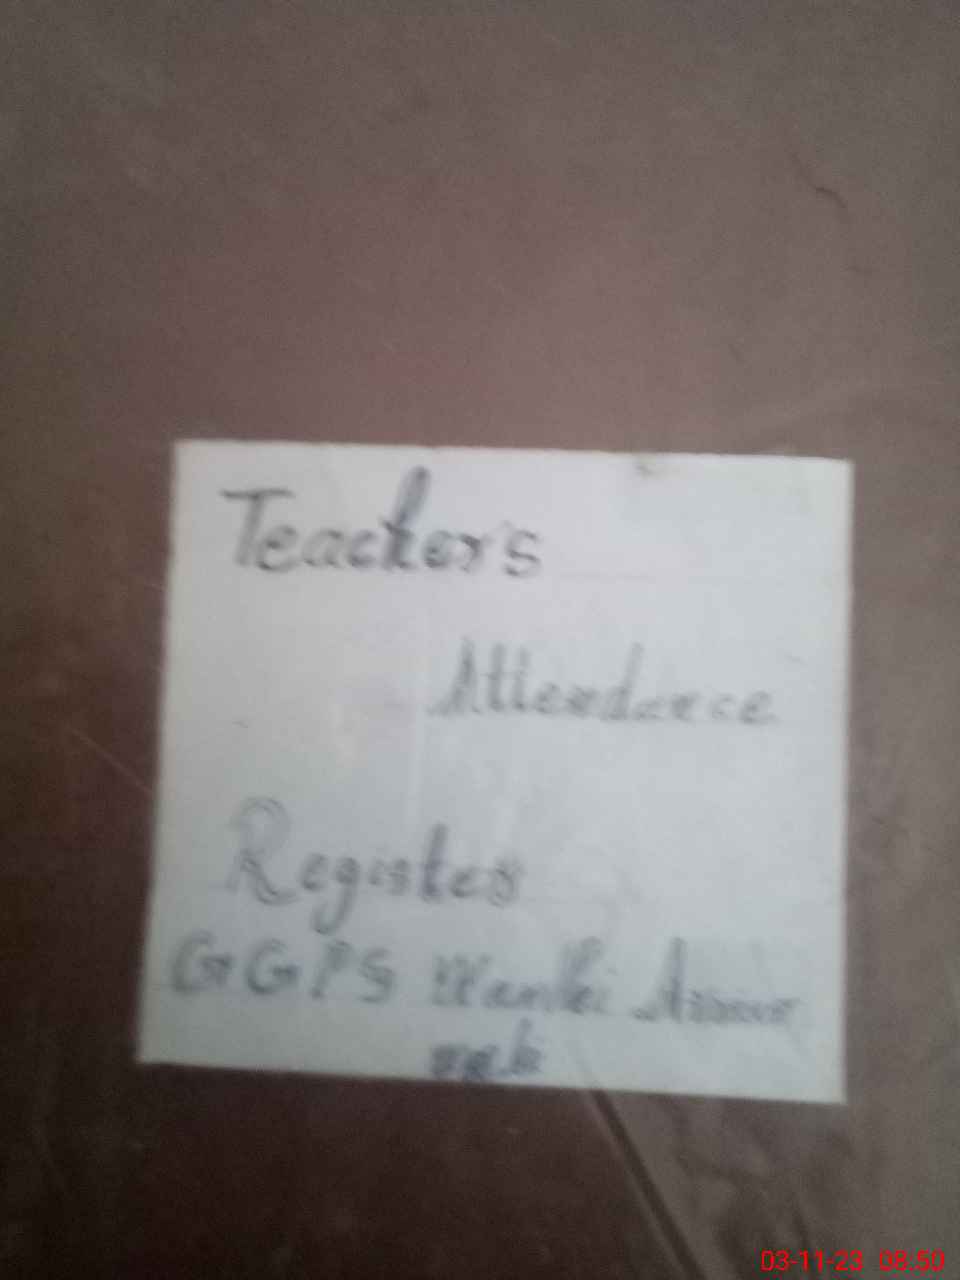 Teacher's
Attendance
Register
GGPS
03-11-23 08.50